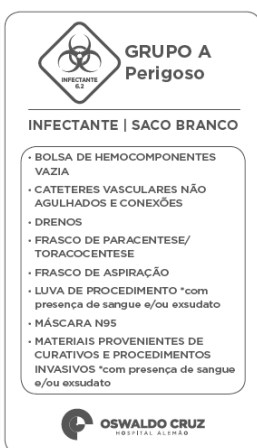 GRUPO A
Perigoso
INFECTANTE
6.2
INFECTANTE | SACO BRANCO
• BOLSA DE HEMOCOMPONENTES
VAZIA
• CATETERES VASCULARES NÃO
AGULHADOS E CONEXÕES
• DRENOS
• FRASCO DE PARACENTESE/
TORACOCENTESE
• FRASCO DE ASPIRAÇÃO
• LUVA DE PROCEDIMENTO *com
presença de sangue e/ou exsudato
• MÁSCARA N95
• MATERIAIS PROVENIENTES DE
CURATIVOS E PROCEDIMENTOS
INVASIVOS *com presença de sangue
e/ou exsudato
OSWALDO CRUZ
HOSPITAL ALEMÃO